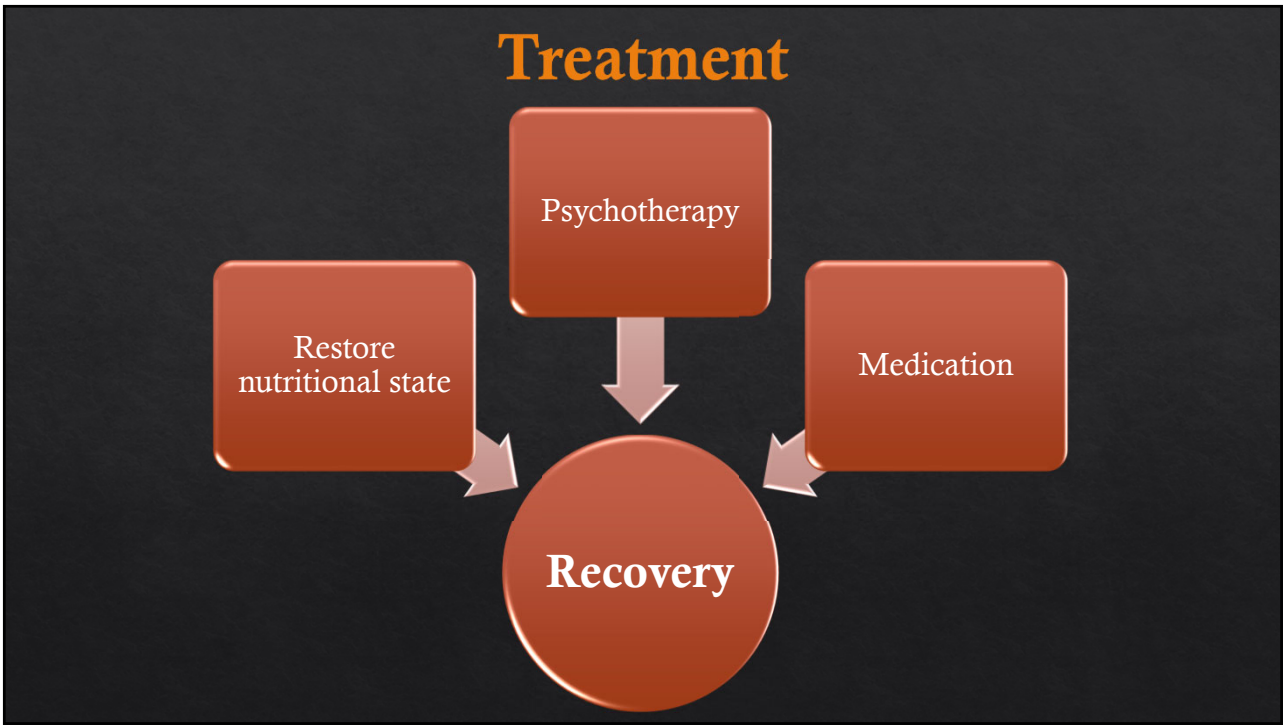 Treatment
Psychotherapy
Restore
nutritional state
Medication
Recovery